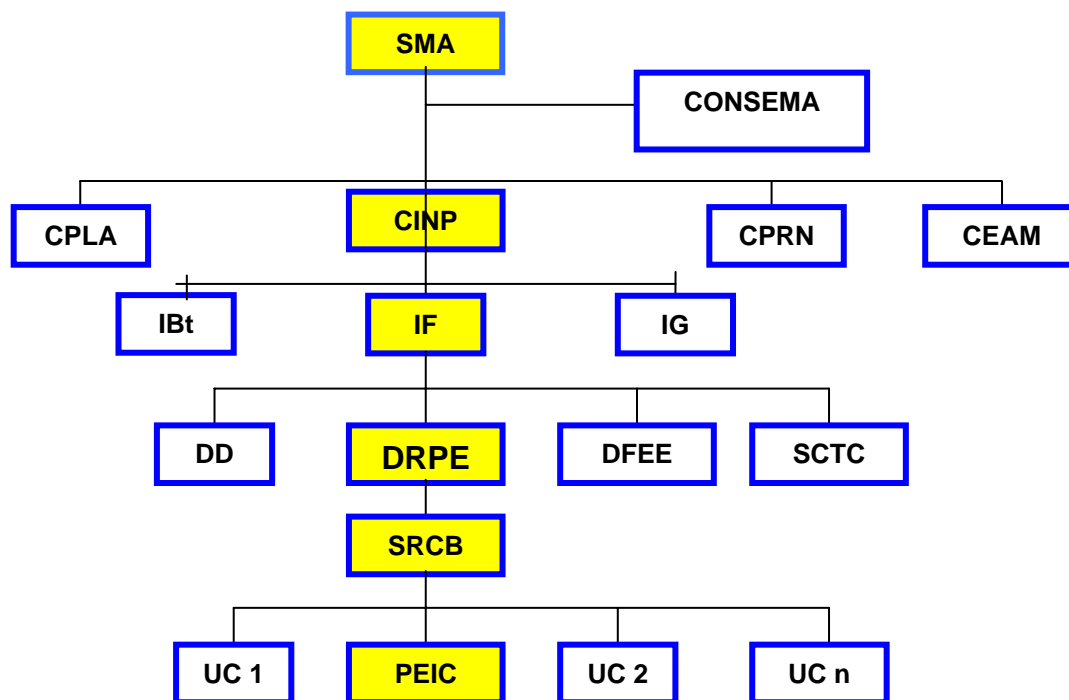 SMA
CONSEMA
CPLA
CINP
CPRN
CEAM
IBt
IF
IG
DD
DRPE
DFEE
SCTC
SRCB
UC 1
PEIC
UC 2
UC n